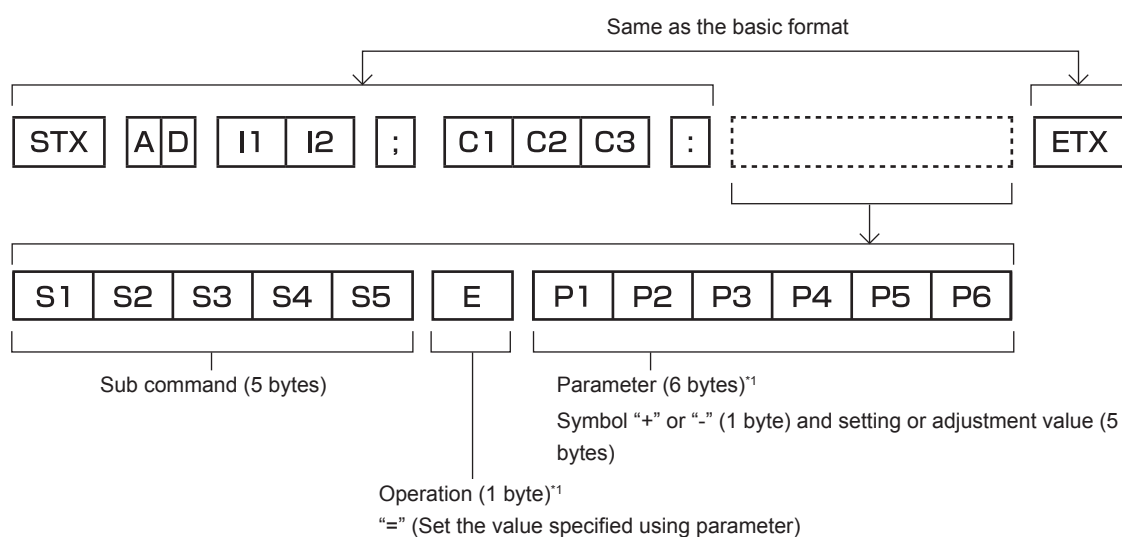 Same as the basic format
STX A D I1 I2 ; C1 C2 C3 : ETX
S1 S2 S3 S4 S5 E P1 P2 P3 P4 P5 P6
Sub command (5 bytes)
Parameter (6 bytes)*1
Symbol “+” or “-” (1 byte) and setting or adjustment value (5
bytes)
Operation (1 byte)*1
“=” (Set the value specified using parameter)